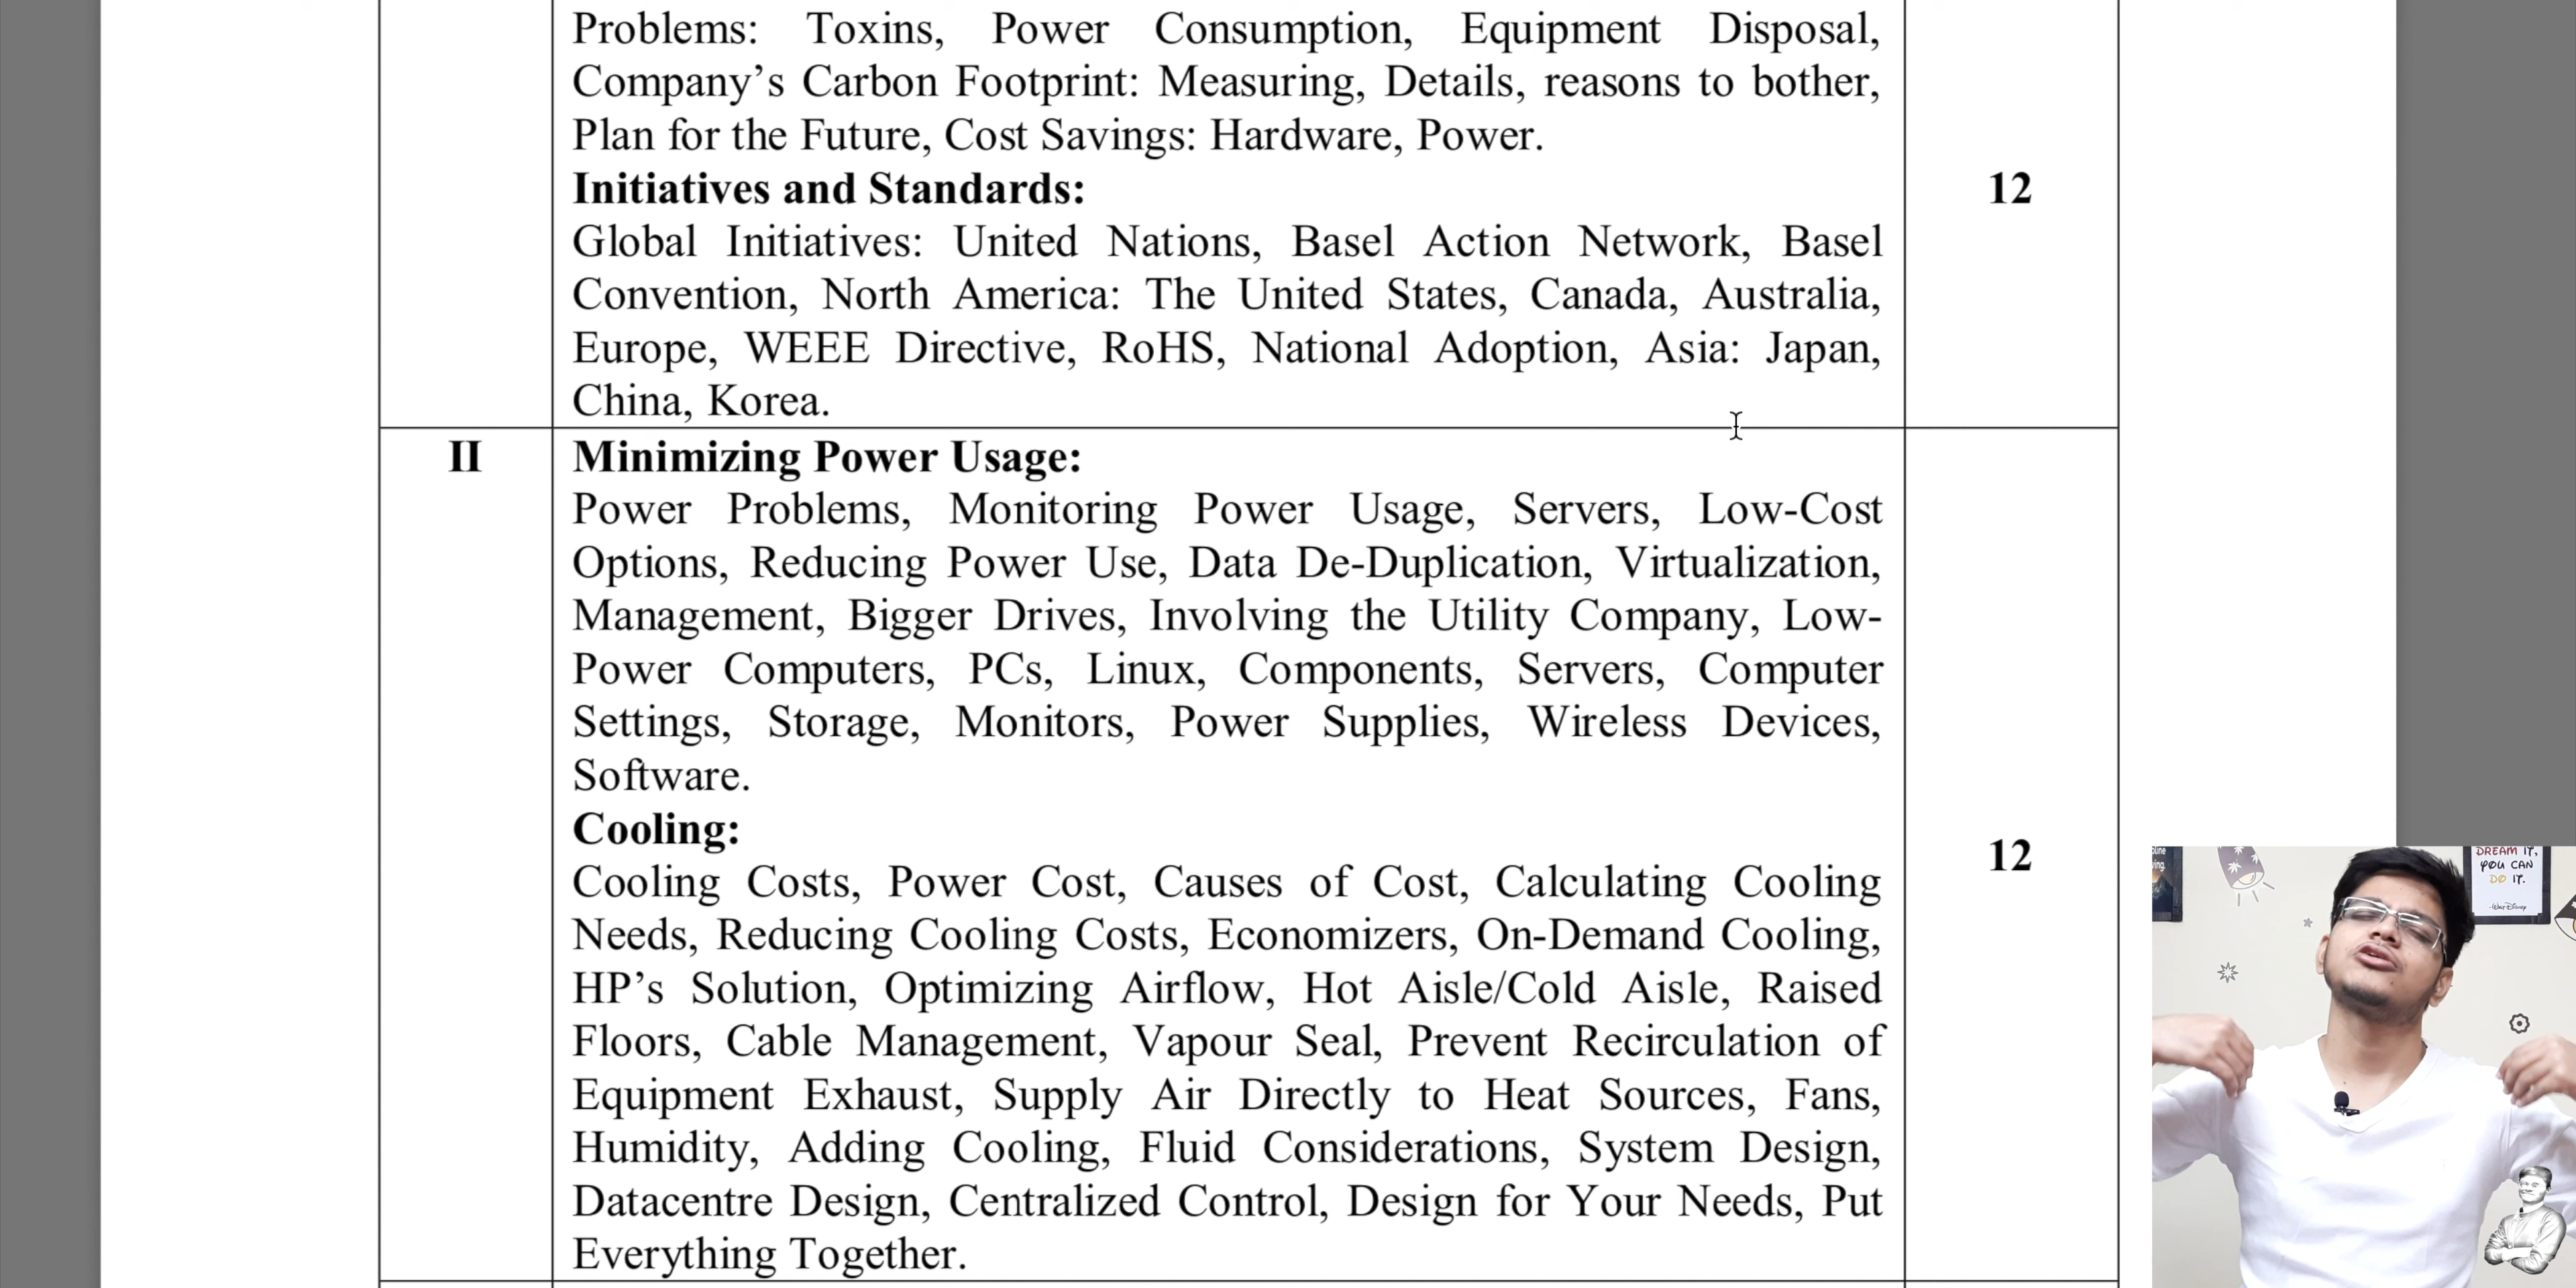 Problems: Toxins, Power Consumption, Equipment Disposal,
Company's Carbon Footprint: Measuring, Details, reasons to bother,
Plan for the Future, Cost Savings: Hardware, Power.
Initiatives and Standards:
12
Global Initiatives: United Nations, Basel Action Network, Basel
Convention, North America: The United States, Canada, Australia,
Europe, WEEE Directive, RoHS, National Adoption, Asia: Japan,
China, Korea.
II
Minimizing Power Usage:
Power Problems, Monitoring Power Usage, Servers, Low-Cost
Options, Reducing Power Use, Data De-Duplication, Virtualization,
Management, Bigger Drives, Involving the Utility Company, Low-
Power Computers, PCs, Linux, Components, Servers, Computer
Settings, Storage, Monitors, Power Supplies, Wireless Devices,
Software.
Cooling:
12
Cooling Costs, Power Cost, Causes of Cost, Calculating Cooling
Needs, Reducing Cooling Costs, Economizers, On-Demand Cooling,
HP's Solution, Optimizing Airflow, Hot Aisle/Cold Aisle, Raised
Floors, Cable Management, Vapour Seal, Prevent Recirculation of
Equipment Exhaust, Supply Air Directly to Heat Sources, Fans,
Humidity, Adding Cooling, Fluid Considerations, System Design,
Datacentre Design, Centralized Control, Design for Your Needs, Put
Everything Together.
DREAM IT,
YOU CAN
DO IT.
-Walt Disney